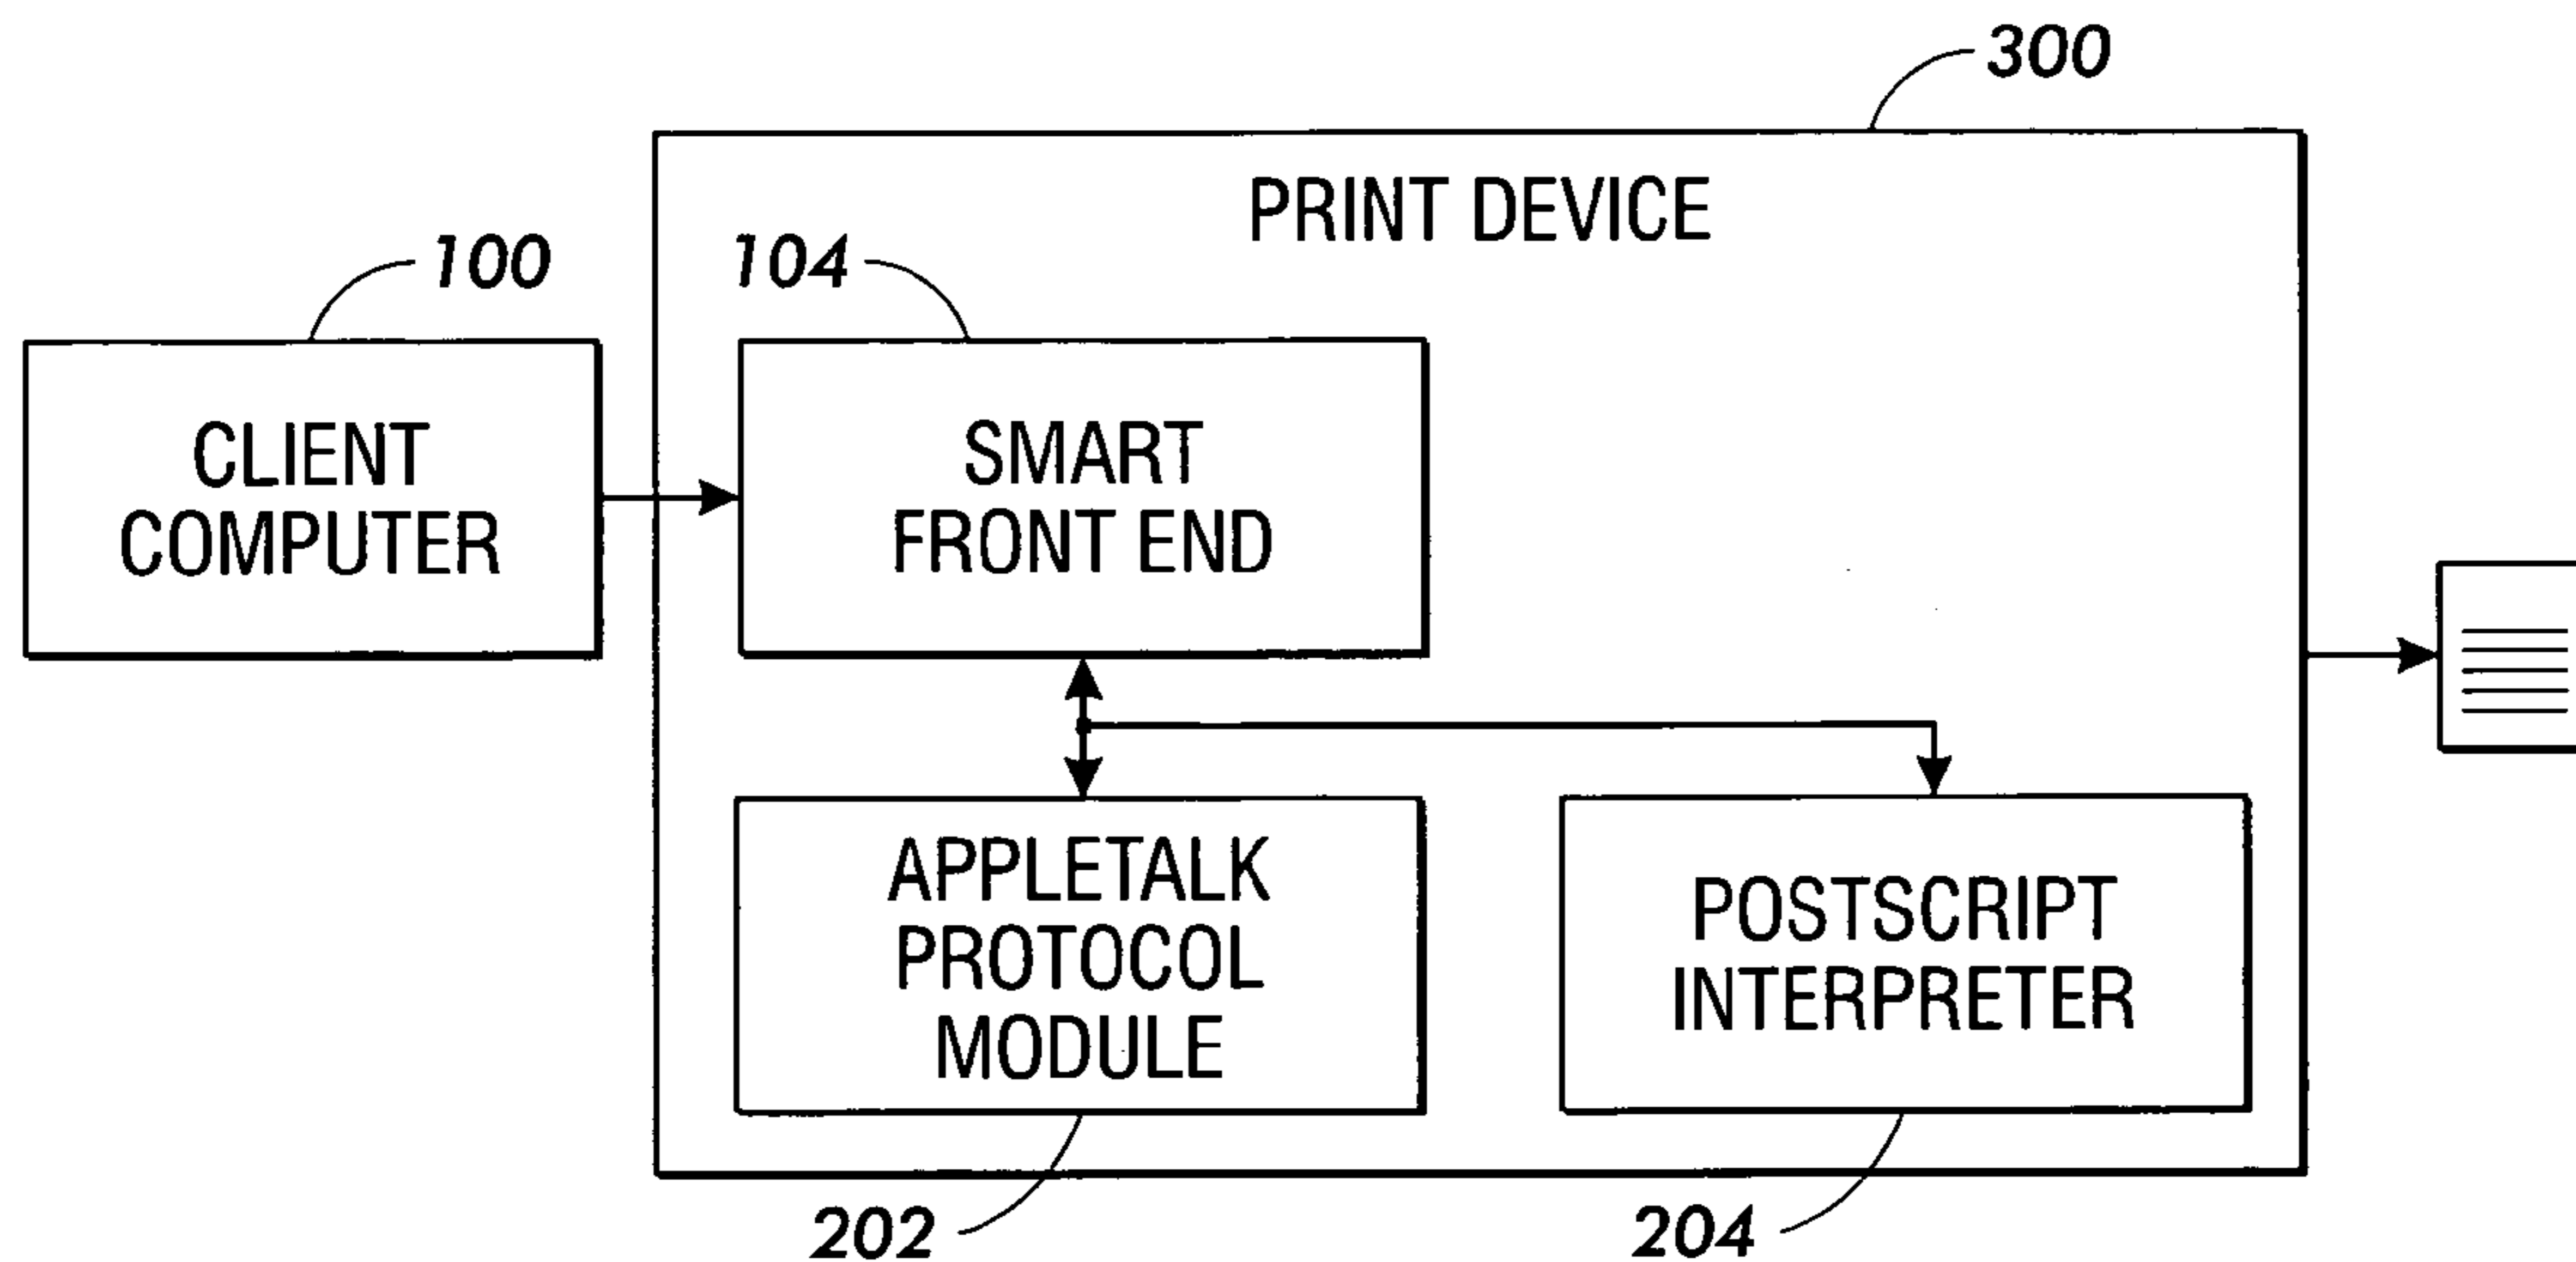 300
PRINT DEVICE
100
104
CLIENT
COMPUTER
SMART
FRONT END
APPLETALK
PROTOCOL
MODULE
POSTSCRIPT
INTERPRETER
202
204